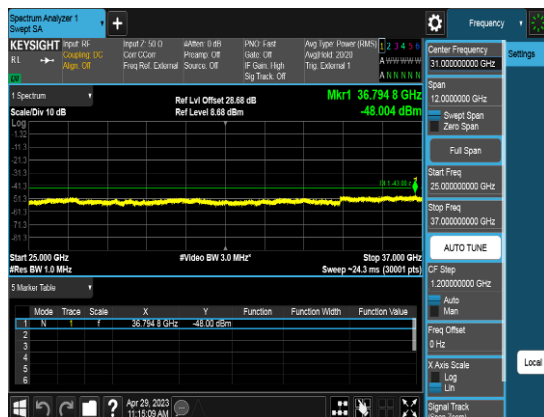 Spectrum Analyzer 1
Swept SA
Frequency
KEYSIGHT
Input: RF
Input Z: 50 Ω
#Atten: 0 dB
PNO: Fast
Avg Type: Power (RMS)
1 2 3 4 5 6
RL
Coupling: DC
Corr CCorr
Preamp: Off
Gate: Off
Avg|Hold: 20/20
Align: Off
Freq Ref: External
Source: Off
IF Gain: High
Trig: External 1
Sig Track: Off
A N N N N N
Center Frequency
31.000000000 GHz
Settings
Span
12.0000000 GHz
Swept Span
Zero Span
Full Span
Start Freq
25.000000000 GHz
Stop Freq
37.000000000 GHz
AUTO TUNE
CF Step
1.200000000 GHz
Auto
Man
Freq Offset
0 Hz
X Axis Scale
Log
Lin
Local
Signal Track
(Span Zoom)
1 Spectrum
Scale/Div 10 dB
Ref Lvl Offset 28.68 dB
Ref Level 8.68 dBm
Mkr1 36.794 8 GHz
-48.004 dBm
Log
1.32
-11.3
-21.3
-31.3
-41.3
-51.3
-61.3
-71.3
-81.3
Start 25.000 GHz
#Video BW 3.0 MHz*
Stop 37.000 GHz
#Res BW 1.0 MHz
Sweep ~24.3 ms (30001 pts)
5 Marker Table
Mode Trace Scale X Y Function Function Width Function Value
1 N 1 f 36.794 8 GHz -48.00 dBm
2
3
4
5
6
Apr 29, 2023
11:15:09 AM